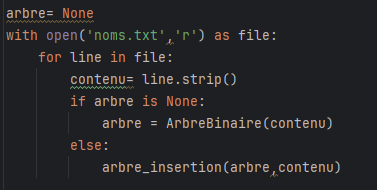 arbre= None
with open('noms.txt','r') as file:
    for line in file:
        contenu= line.strip()
        if arbre is None:
            arbre = ArbreBinaire(contenu)
        else:
            arbre_insertion(arbre,contenu)